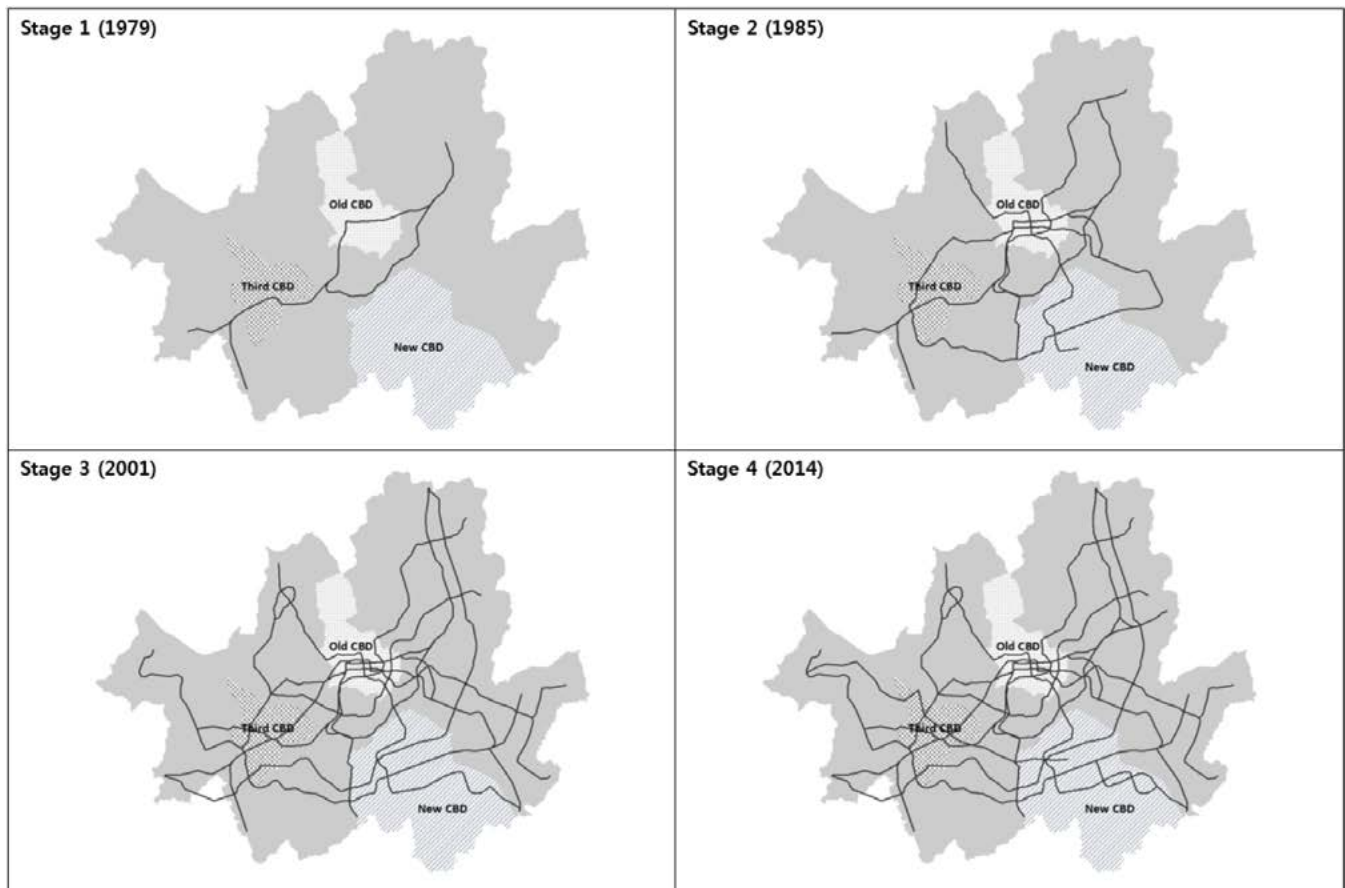 Stage 1 (1979)
Old CBD
Third CBD
New CBD
Stage 2 (1985)
Old CBD
Third CBD
New CBD
Stage 3 (2001)
Old CBD
Third CBD
New CBD
Stage 4 (2014)
Old CBD
Third CBD
New CBD